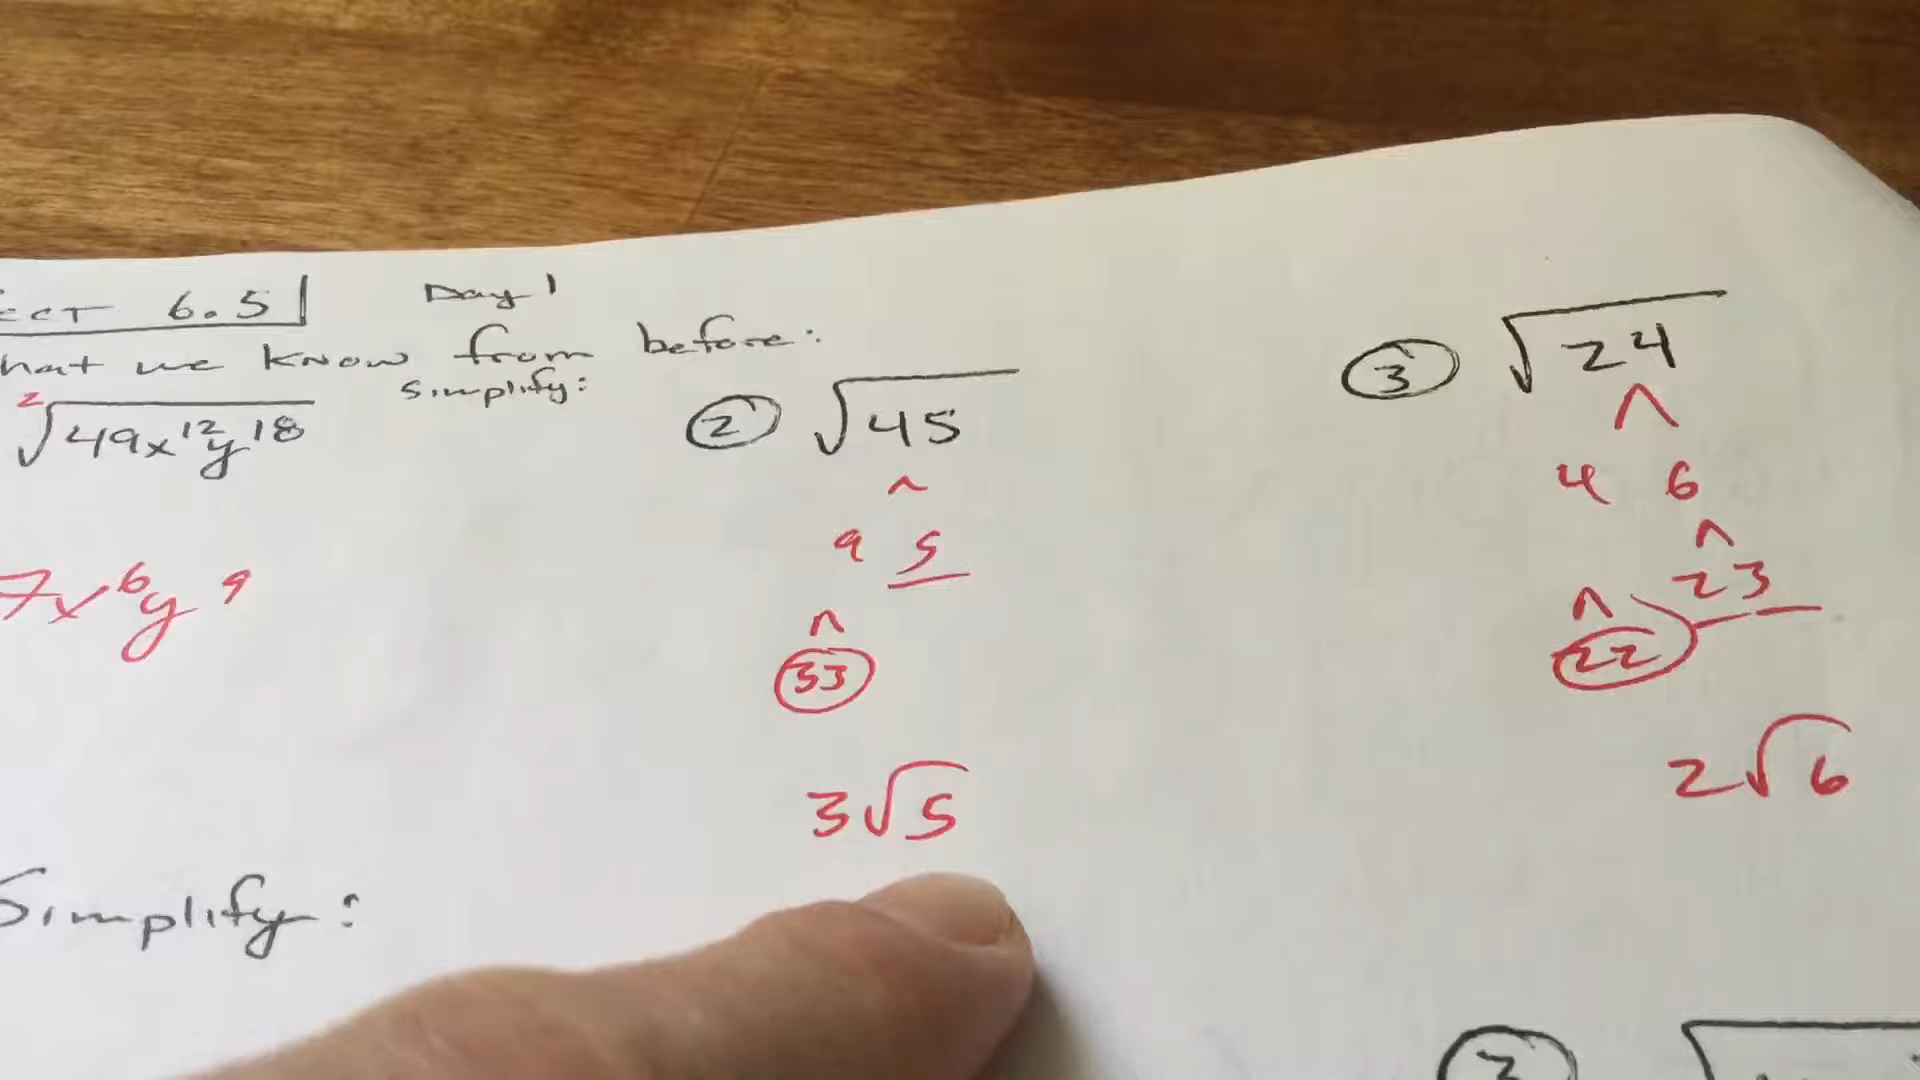 ECT 6.5 Day 1
hat we know from before:
simplify:
2√49x¹²y¹⁸
② √45
③ √24
4 6
9 5
2 3
7x⁶y⁹
33
22
3√5
2√6
Simplify: